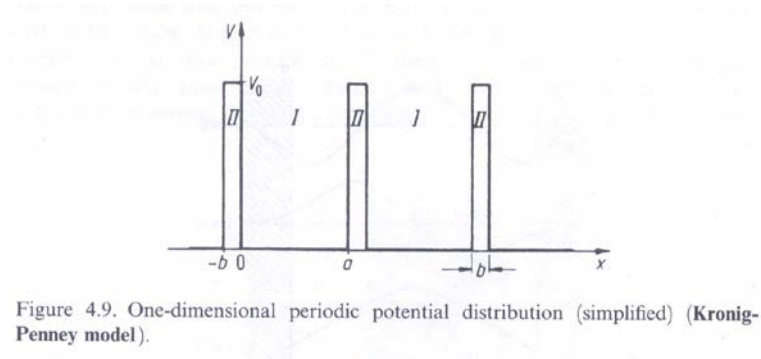 V
V₀
II I II I II
-b 0 a b x
Figure 4.9. One-dimensional periodic potential distribution (simplified) (Kronig-
Penney model).